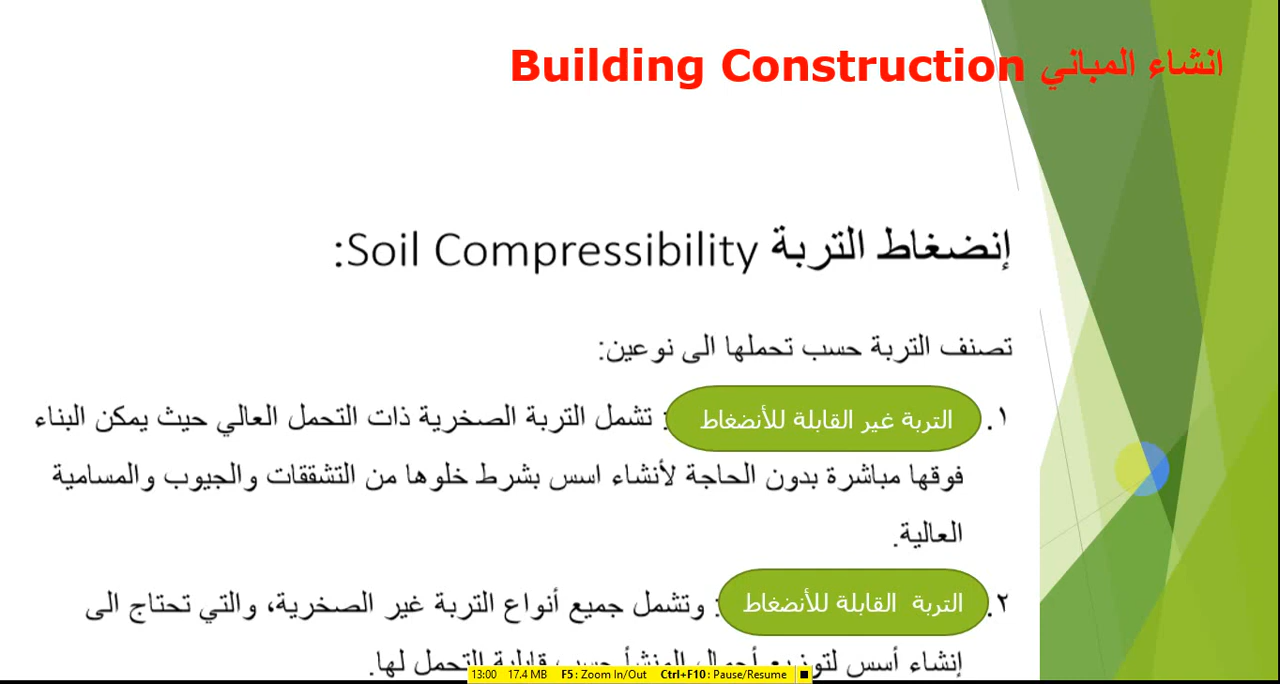 انشاء المباني Building Construction
إنضغاط التربة Soil Compressibility:
تصنف التربة حسب تحملها الى نوعين:
١. التربة غير القابلة للأنضغاط: تشمل التربة الصخرية ذات التحمل العالي حيث يمكن البناء
فوقها مباشرة بدون الحاجة لأنشاء اسس بشرط خلوها من التشققات والجيوب والمسامية
العالية.
٢. التربة القابلة للأنضغاط: وتشمل جميع أنواع التربة غير الصخرية، والتي تحتاج الى
إنشاء أسس لتوزيع أحمال المنشأ حسب قابلية التحمل لها.
13:00 17.4 MB F5: Zoom In/Out Ctrl+F10: Pause/Resume